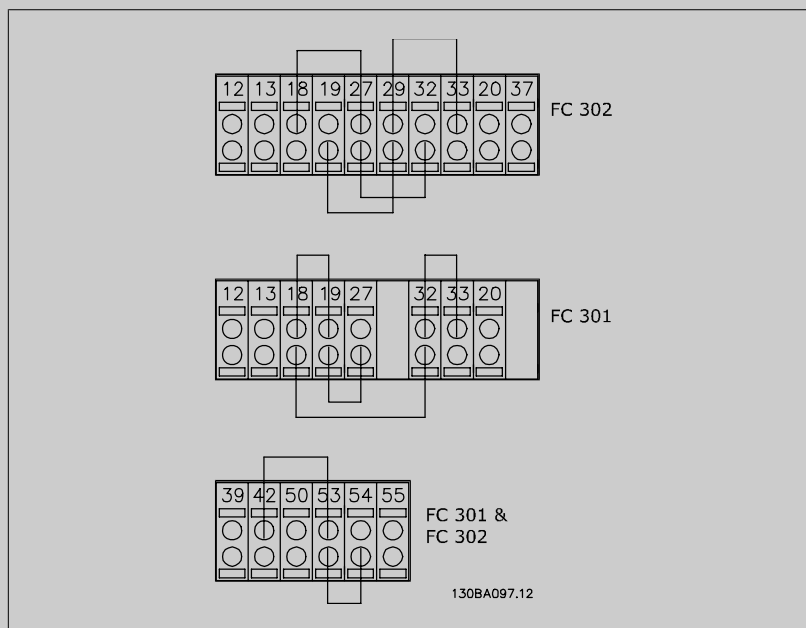 12 13 18 19 27 29 32 33 20 37
FC 302
12 13 18 19 27 32 33 20
FC 301
39 42 50 53 54 55
FC 301 &
FC 302
130BA097.12